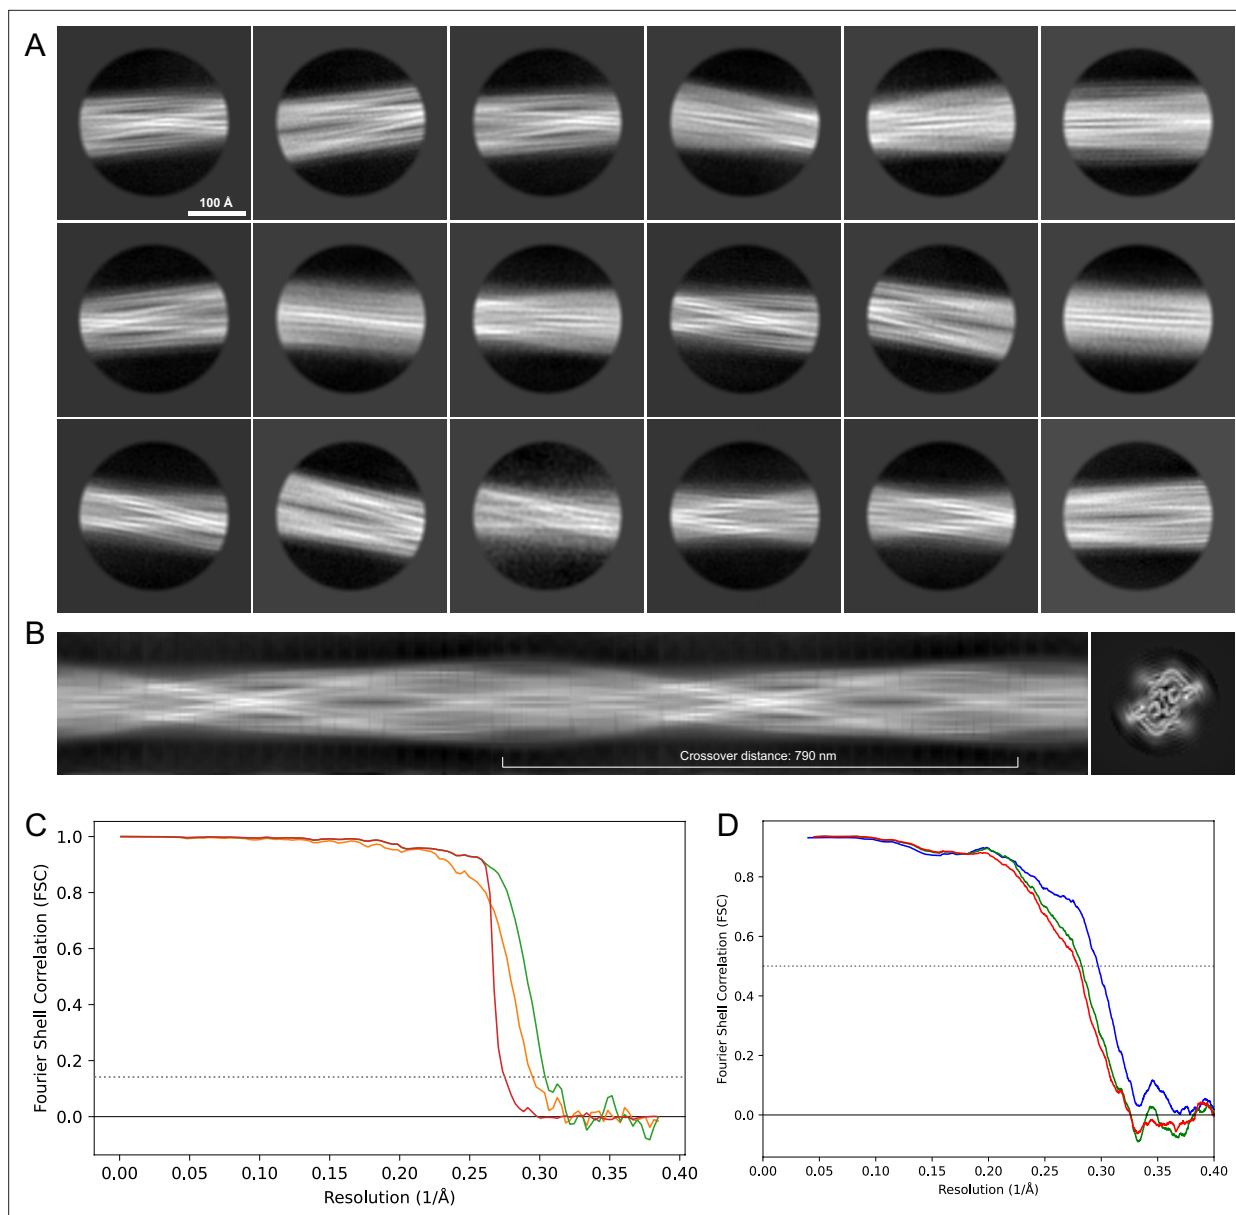 A
100 Å
B
Crossover distance: 790 nm
C
Fourier Shell Correlation (FSC)
1.0
0.8
0.6
0.4
0.2
0.0
0.00 0.05 0.10 0.15 0.20 0.25 0.30 0.35 0.40
Resolution (1/Å)
D
Fourier Shell Correlation (FSC)
0.8
0.6
0.4
0.2
0.0
0.00 0.05 0.10 0.15 0.20 0.25 0.30 0.35 0.40
Resolution (1/Å)